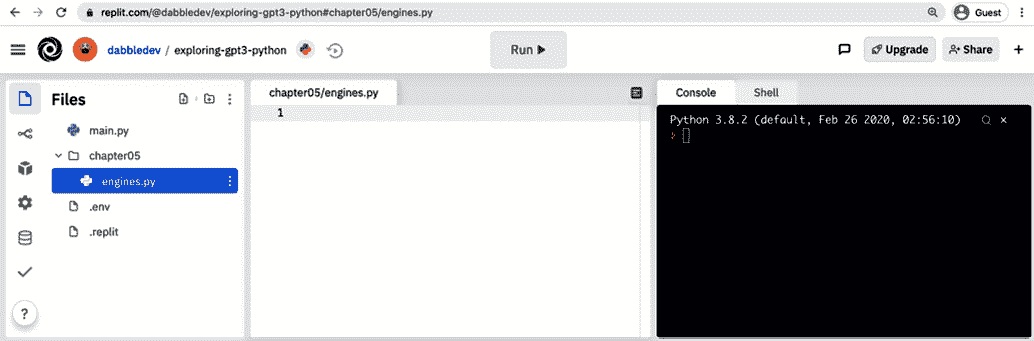 replit.com/@dabbledev/exploring-gpt3-python#chapter05/engines.py
Guest
dabbledev / exploring-gpt3-python
Run
Upgrade
Share
Files
main.py
chapter05
engines.py
.env
.replit
?
chapter05/engines.py
1
Console
Shell
Python 3.8.2 (default, Feb 26 2020, 02:56:10)